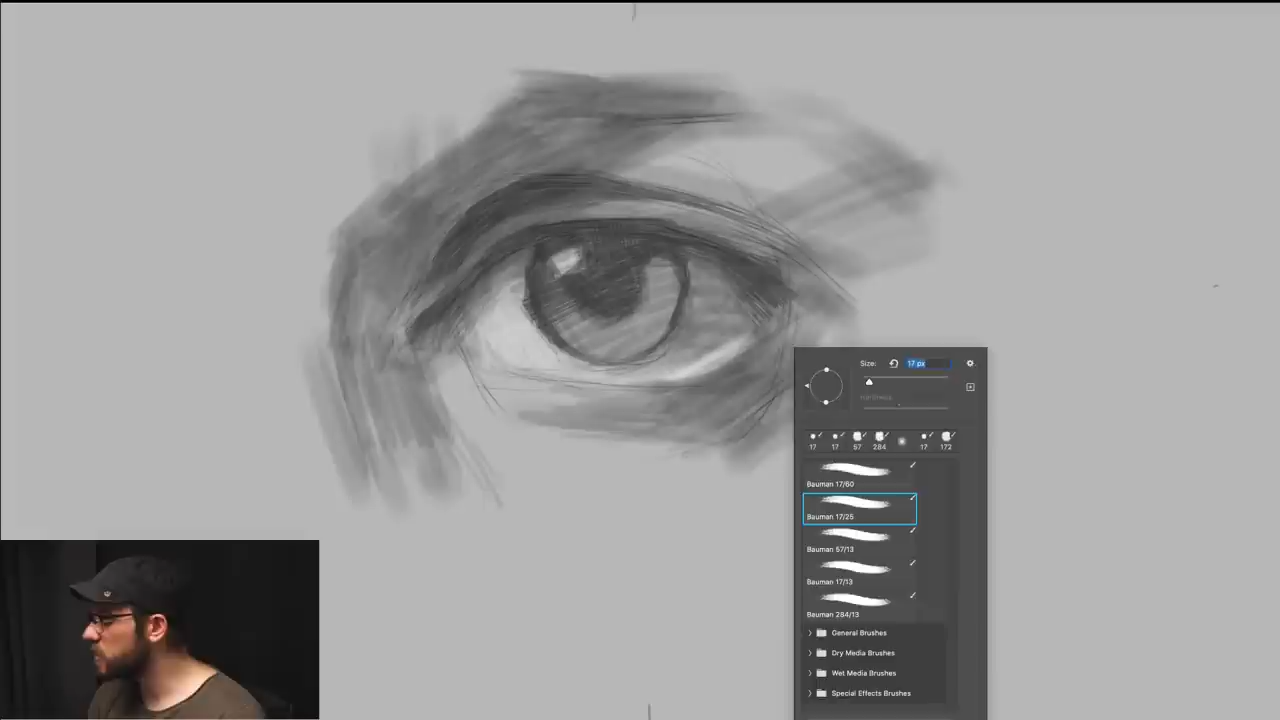 Size: 17 px
Hardness:
17 17 57 284 17 172
Bauman 17/60
Bauman 17/25
Bauman 57/13
Bauman 17/13
Bauman 284/13
General Brushes
Dry Media Brushes
Wet Media Brushes
Special Effects Brushes